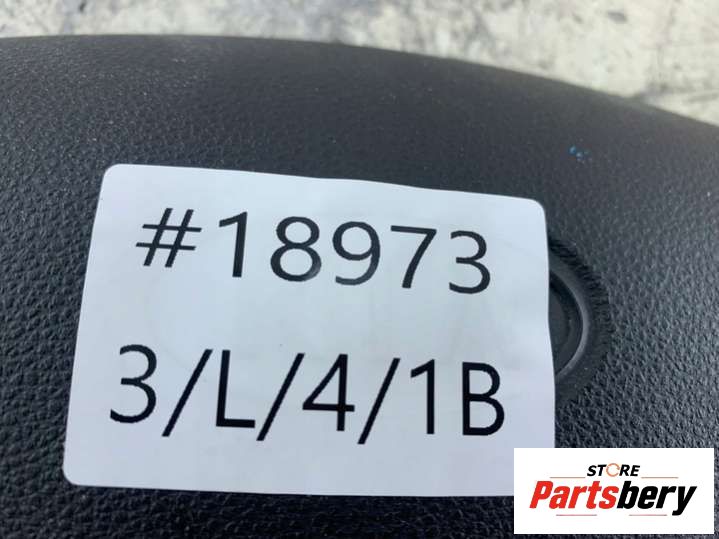 #18973
3/L/4/1B
STORE
Partsbery